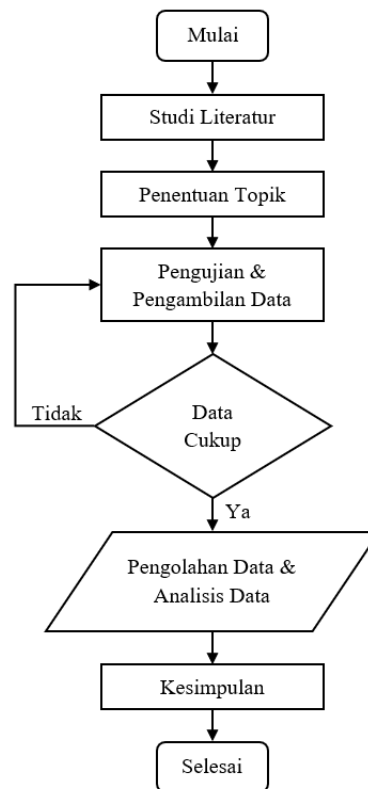 Mulai
Studi Literatur
Penentuan Topik
Pengujian &
Pengambilan Data
Tidak
Data
Cukup
Ya
Pengolahan Data &
Analisis Data
Kesimpulan
Selesai